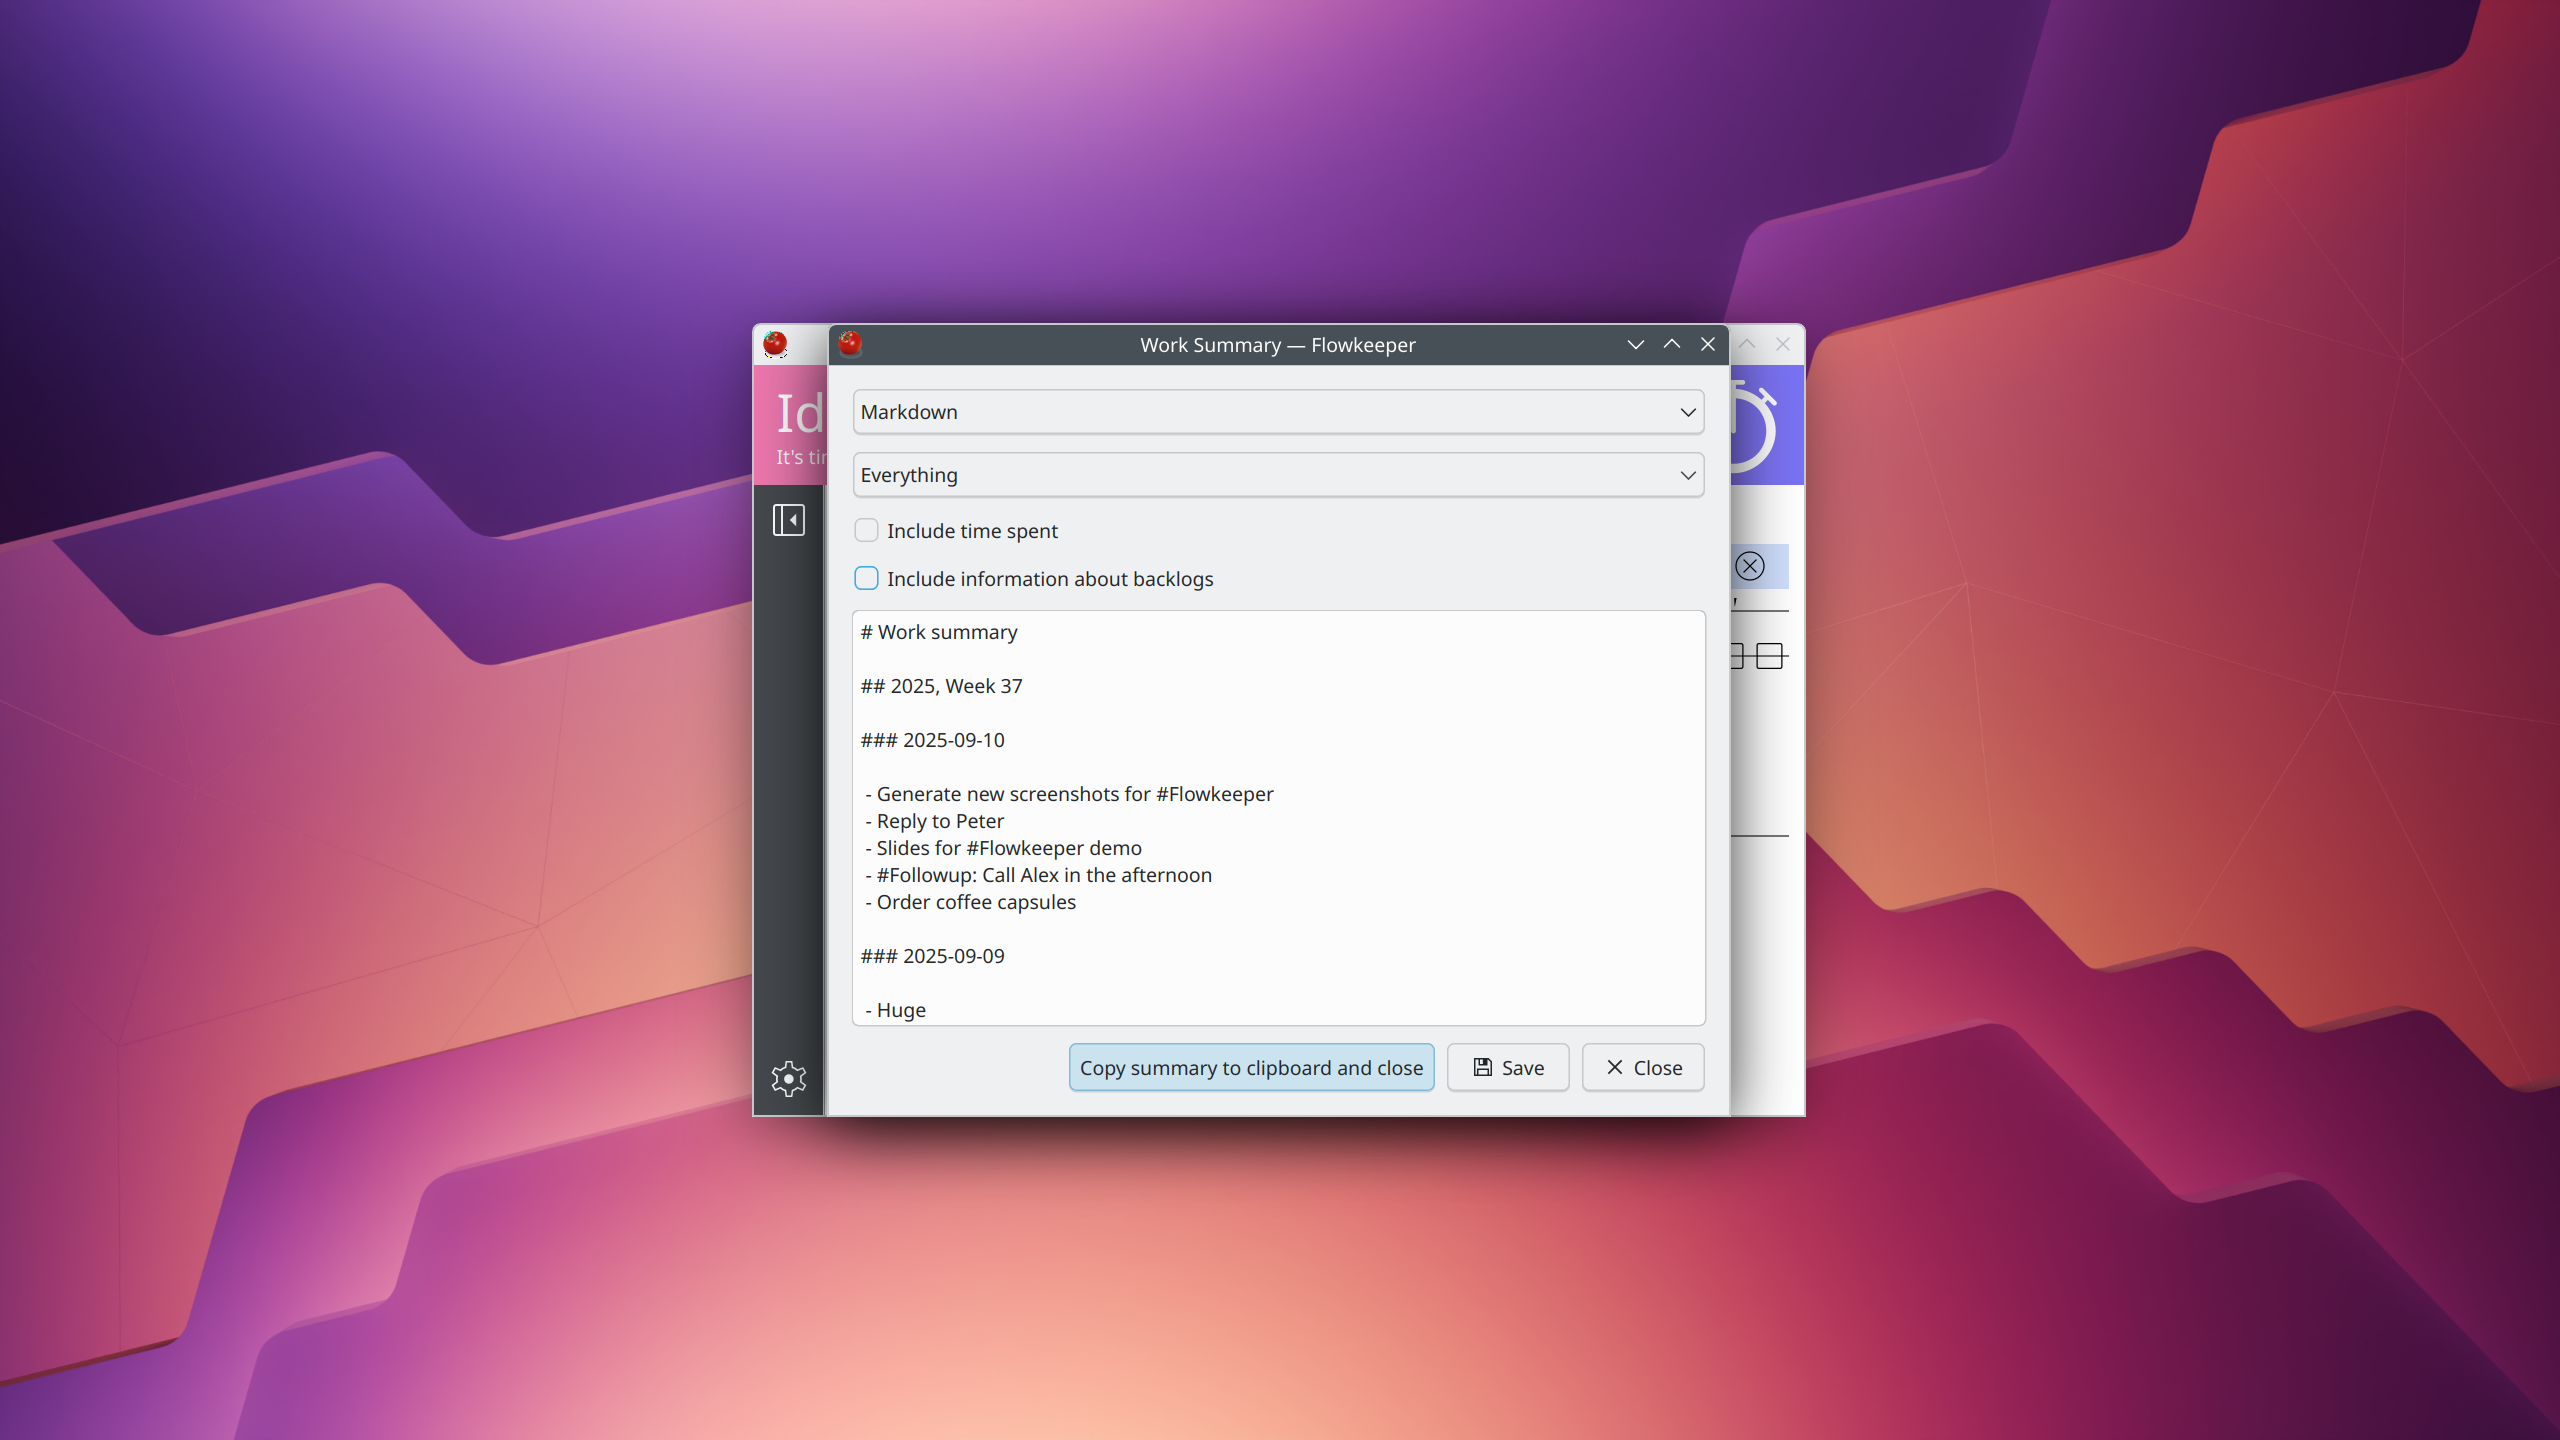 Work Summary — Flowkeeper
Id
It's ti
Markdown
Everything
Include time spent
Include information about backlogs
# Work summary
## 2025, Week 37
### 2025-09-10
- Generate new screenshots for #Flowkeeper
- Reply to Peter
- Slides for #Flowkeeper demo
- #Followup: Call Alex in the afternoon
- Order coffee capsules
### 2025-09-09
- Huge
Copy summary to clipboard and close
Save
Close